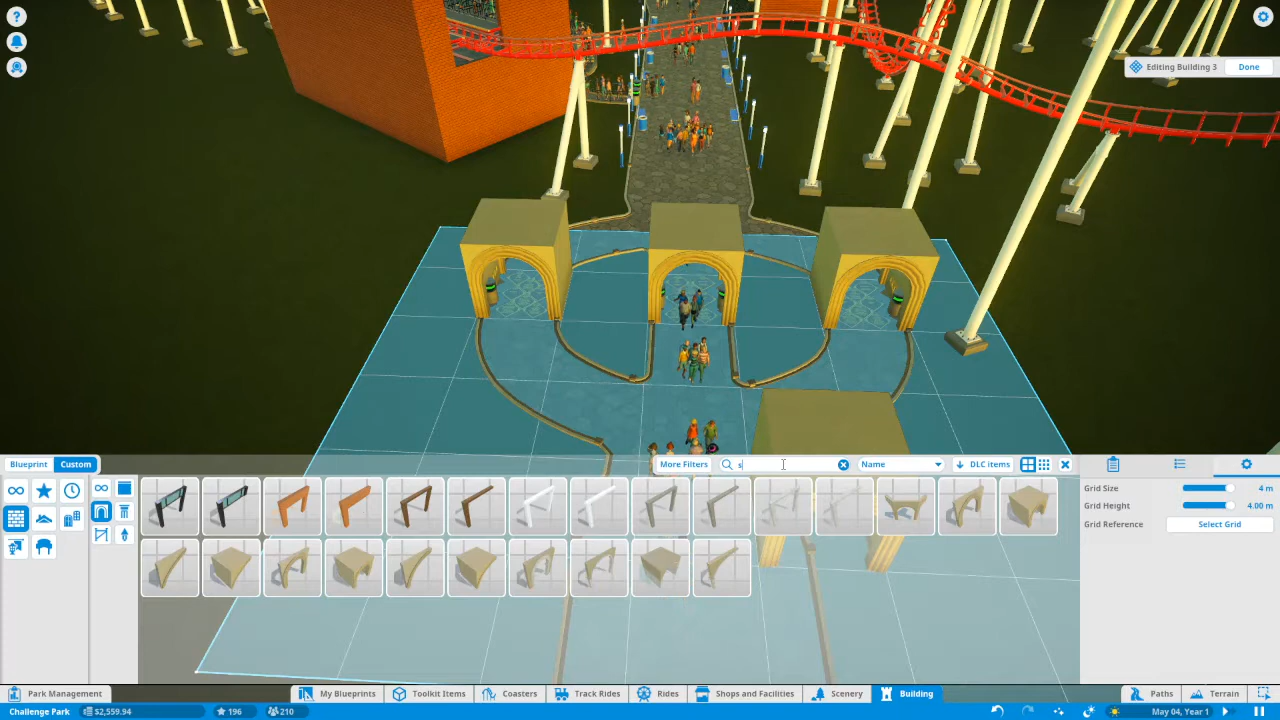 Editing Building 3 Done
Blueprint Custom
More Filters s Name DLC items
Grid Size 4 m
Grid Height 4.00 m
Grid Reference Select Grid
Park Management My Blueprints Toolkit Items Coasters Track Rides Rides Shops and Facilities Scenery Building Paths Terrain
Challenge Park $2,559.94 196 210 May 04, Year 1